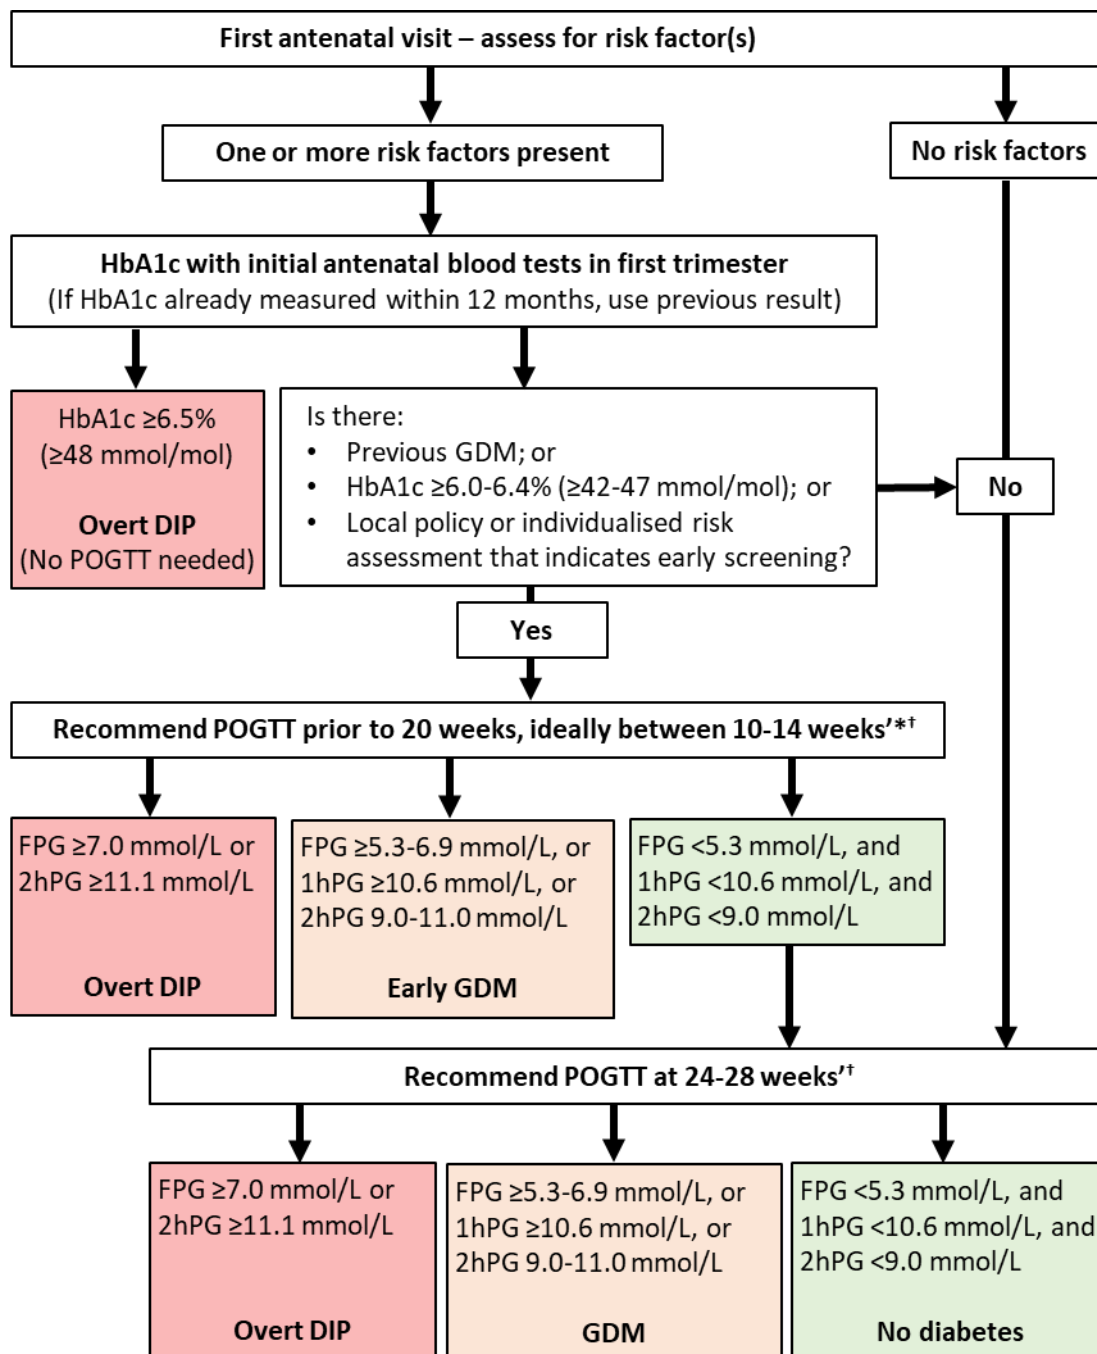 First antenatal visit – assess for risk factor(s)
One or more risk factors present
No risk factors
HbA1c with initial antenatal blood tests in first trimester
(If HbA1c already measured within 12 months, use previous result)
HbA1c ≥6.5%
(≥48 mmol/mol)
Overt DIP
(No POGTT needed)
Is there:
• Previous GDM; or
• HbA1c ≥6.0-6.4% (≥42-47 mmol/mol); or
• Local policy or individualised risk
assessment that indicates early screening?
No
Yes
Recommend POGTT prior to 20 weeks, ideally between 10-14 weeks’*†
FPG ≥7.0 mmol/L or
2hPG ≥11.1 mmol/L
Overt DIP
FPG ≥5.3-6.9 mmol/L, or
1hPG ≥10.6 mmol/L, or
2hPG 9.0-11.0 mmol/L
Early GDM
FPG <5.3 mmol/L, and
1hPG <10.6 mmol/L, and
2hPG <9.0 mmol/L
Recommend POGTT at 24-28 weeks’†
FPG ≥7.0 mmol/L or
2hPG ≥11.1 mmol/L
Overt DIP
FPG ≥5.3-6.9 mmol/L, or
1hPG ≥10.6 mmol/L, or
2hPG 9.0-11.0 mmol/L
GDM
FPG <5.3 mmol/L, and
1hPG <10.6 mmol/L, and
2hPG <9.0 mmol/L
No diabetes